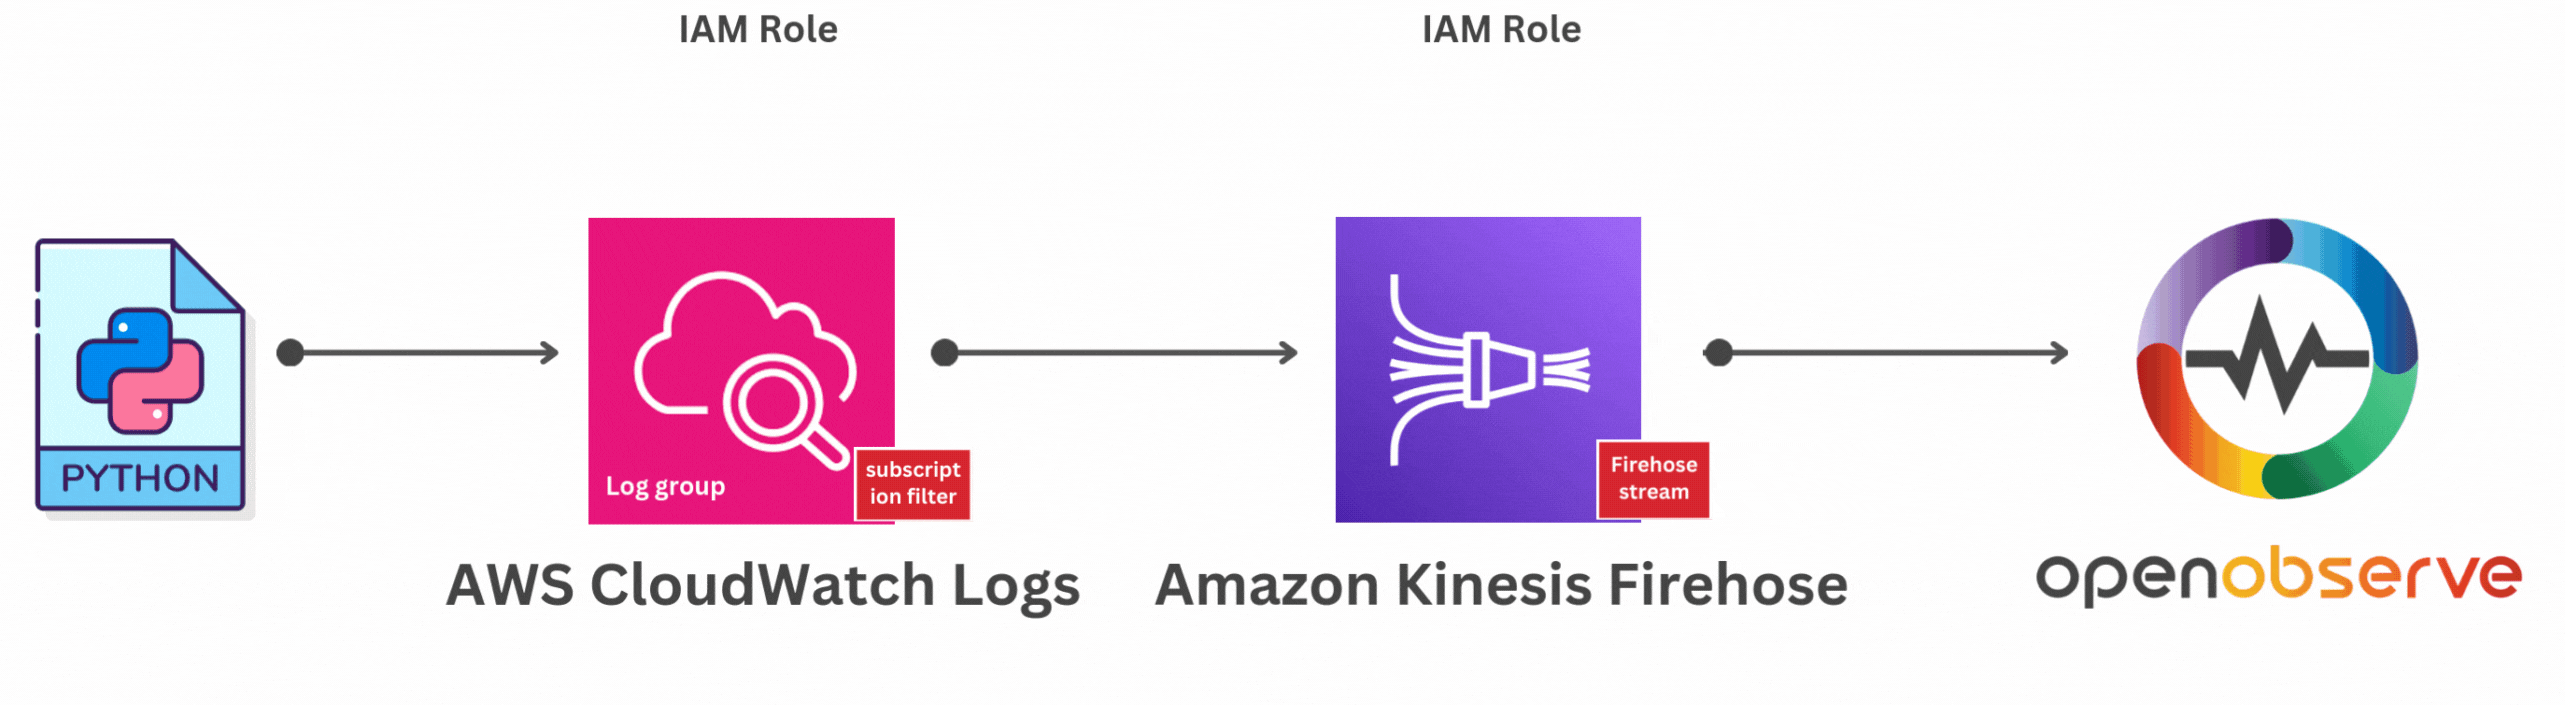 IAM Role
IAM Role
PYTHON
Log group
subscript
ion filter
Firehose
stream
AWS CloudWatch Logs
Amazon Kinesis Firehose
openobserve